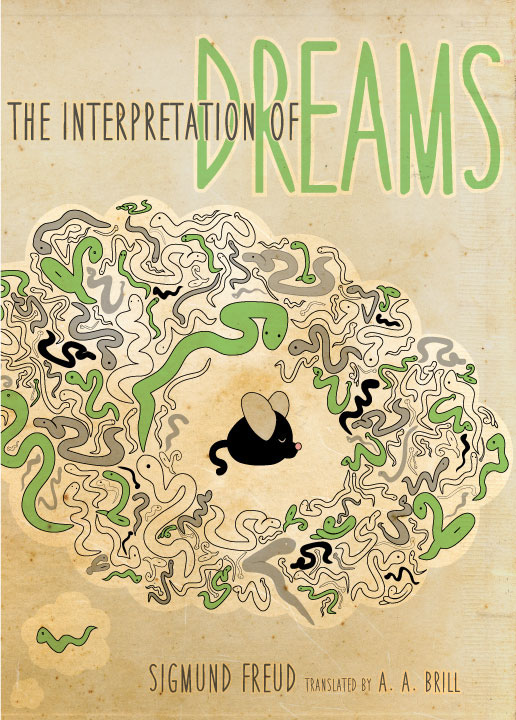 THE INTERPRETATION OF DREAMS
SIGMUND FREUD TRANSLATED BY A. A. BRILL